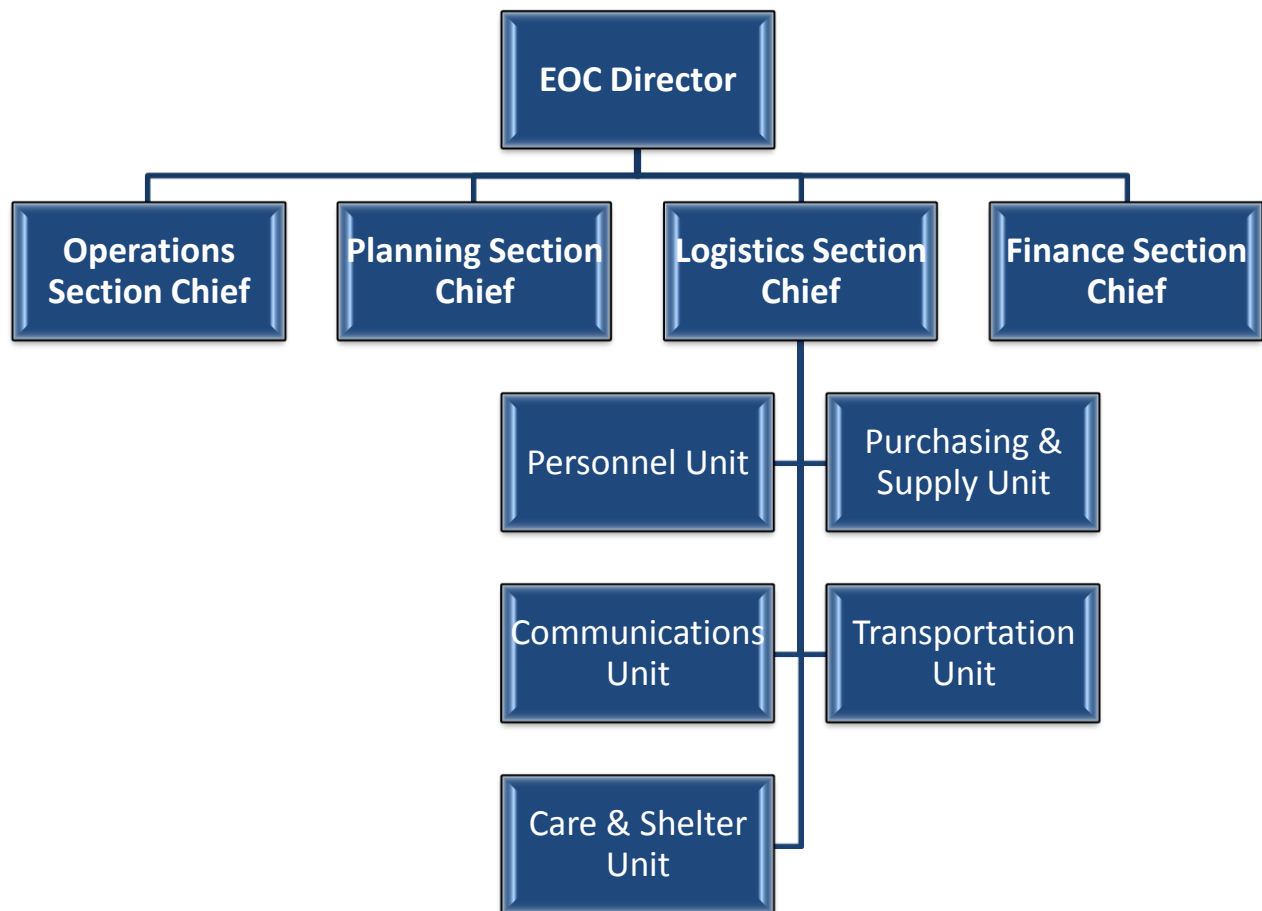 EOC Director
Operations
Section Chief
Planning Section
Chief
Logistics Section
Chief
Finance Section
Chief
Personnel Unit
Purchasing &
Supply Unit
Communications
Unit
Transportation
Unit
Care & Shelter
Unit